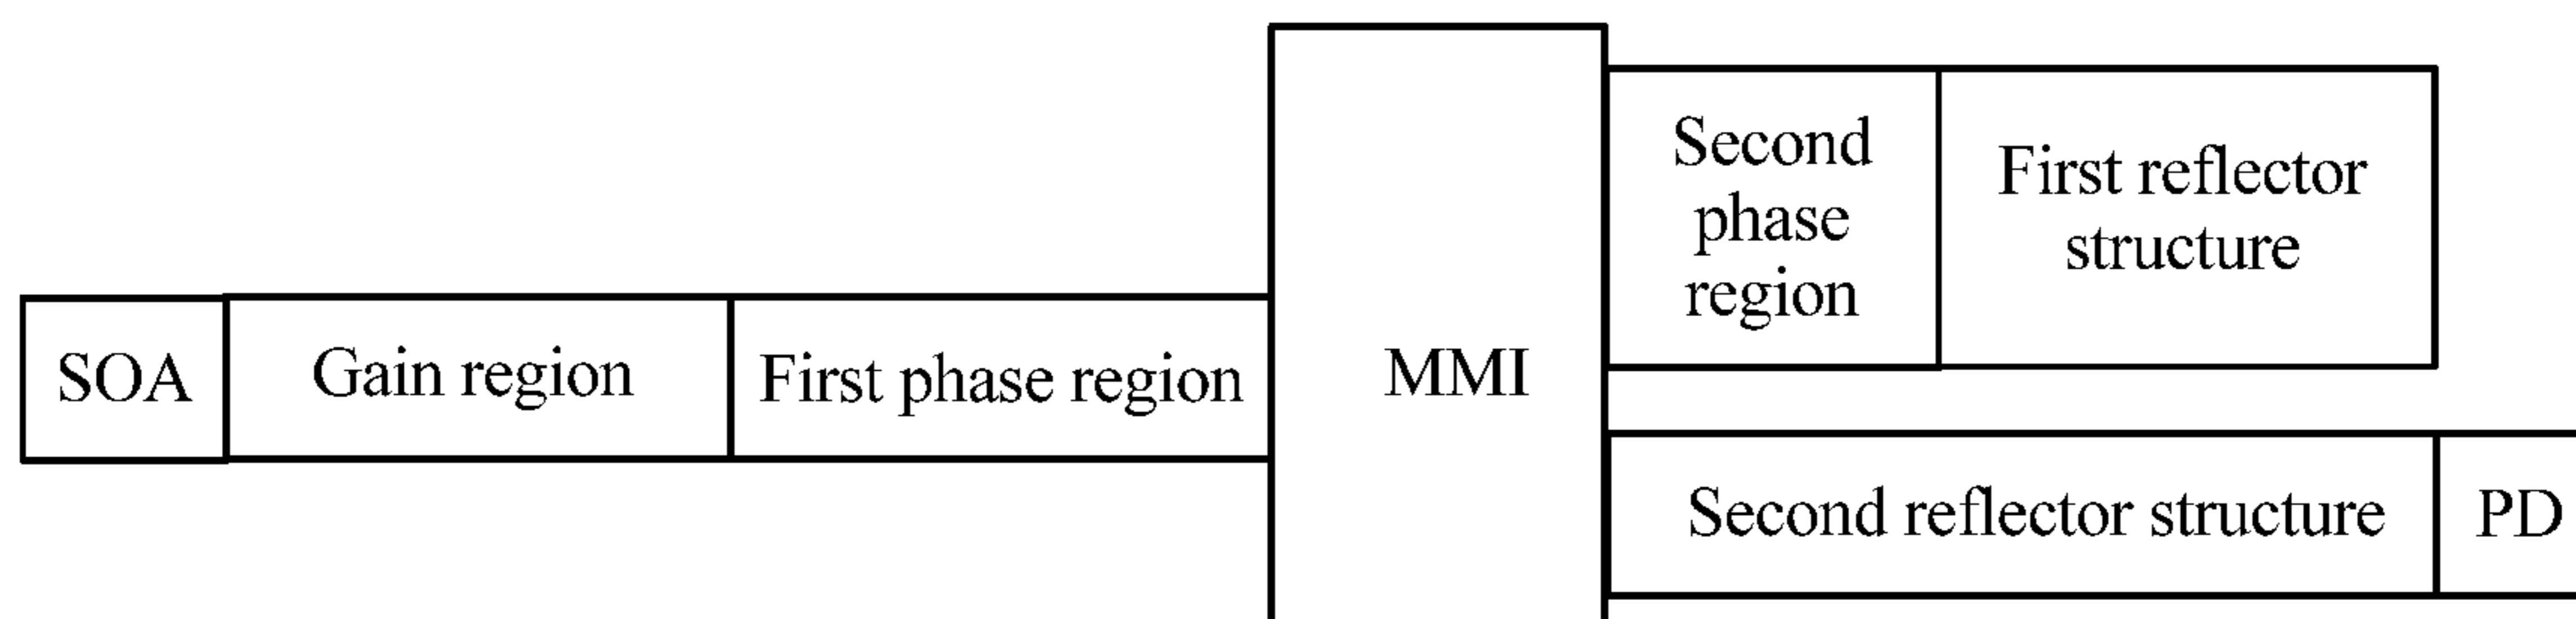 SOA
Gain region
First phase region
MMI
Second
phase
region
First reflector
structure
Second reflector structure
PD